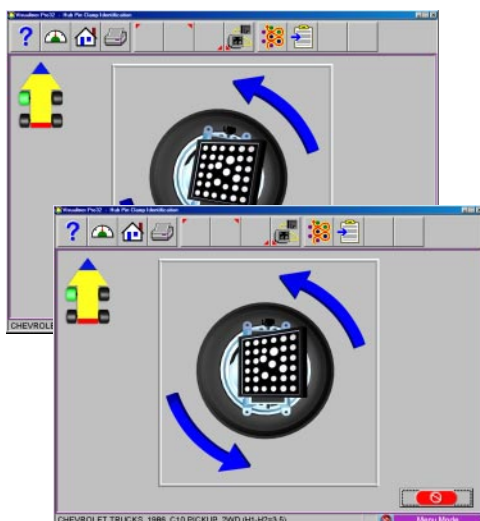 Visualiner Pro32 - Hub Pin Clamp Identification
?
CHEVROLE
Visualiner Pro32 - Hub Pin Clamp Identification
?
CHEVROLET TRUCKS, 1986, C10 PICKUP, 2WD (H1-H2=3.5)
Menu Mode